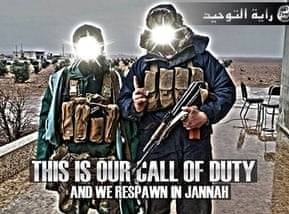 راية التوحيد
THIS IS OUR CALL OF DUTY
AND WE RESPAWN IN JANNAH